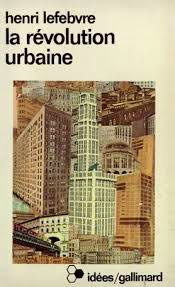 henri lefebvre
la révolution
urbaine
idées/gallimard